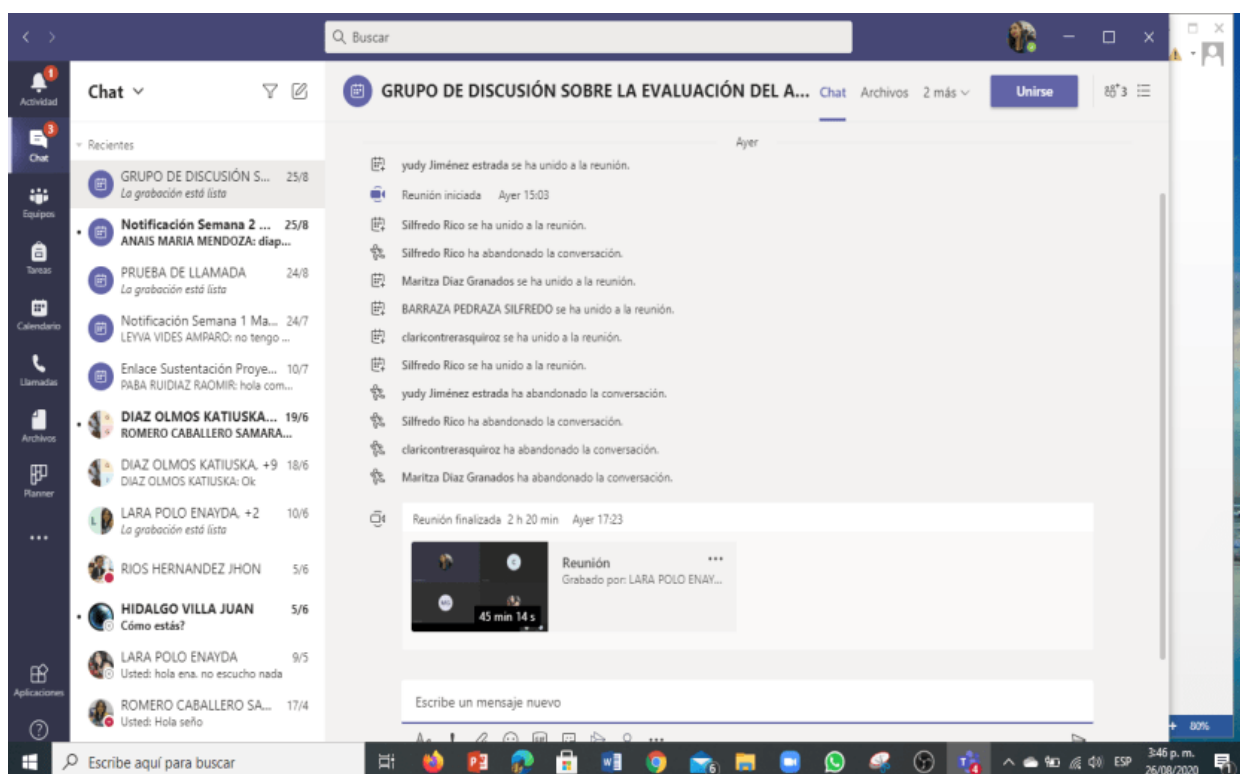 Buscar
Actividad
1
Chat
3
Equipos
Tareas
Calendario
Llamadas
Archivos
Planner
Aplicaciones
Chat
Recientes
GRUPO DE DISCUSIÓN S... 25/8
La grabación está lista
Notificación Semana 2 ... 25/8
ANAIS MARIA MENDOZA: diap...
PRUEBA DE LLAMADA 24/8
La grabación está lista
Notificación Semana 1 Ma... 24/7
LEYVA VIDES AMPARO: no tengo ...
Enlace Sustentación Proye... 10/7
PABA RUIDIAZ RAOMIR: hola com...
DIAZ OLMOS KATIUSKA... 19/6
ROMERO CABALLERO SAMARA...
DIAZ OLMOS KATIUSKA, +9 18/6
DIAZ OLMOS KATIUSKA: Ok
L
LARA POLO ENAYDA, +2 10/6
La grabación está lista
RIOS HERNANDEZ JHON 5/6
HIDALGO VILLA JUAN 5/6
Cómo estás?
LARA POLO ENAYDA 9/5
Usted: hola ena. no escucho nada
ROMERO CABALLERO SA... 17/4
Usted: Hola seño
GRUPO DE DISCUSIÓN SOBRE LA EVALUACIÓN DEL A... Chat Archivos 2 más Unirse 3
Ayer
yudy Jiménez estrada se ha unido a la reunión.
Reunión iniciada Ayer 15:03
Silfredo Rico se ha unido a la reunión.
Silfredo Rico ha abandonado la conversación.
Maritza Diaz Granados se ha unido a la reunión.
BARRAZA PEDRAZA SILFREDO se ha unido a la reunión.
claricontrerasquiroz se ha unido a la reunión.
Silfredo Rico se ha unido a la reunión.
yudy Jiménez estrada ha abandonado la conversación.
Silfredo Rico ha abandonado la conversación.
claricontrerasquiroz ha abandonado la conversación.
Maritza Diaz Granados ha abandonado la conversación.
Reunión finalizada 2 h 20 min Ayer 17:23
Reunión ...
Grabado por: LARA POLO ENAY...
45 min 14 s
Escribe un mensaje nuevo
+ 80%
Escribe aquí para buscar
ESP
3:46 p. m.
26/08/2020